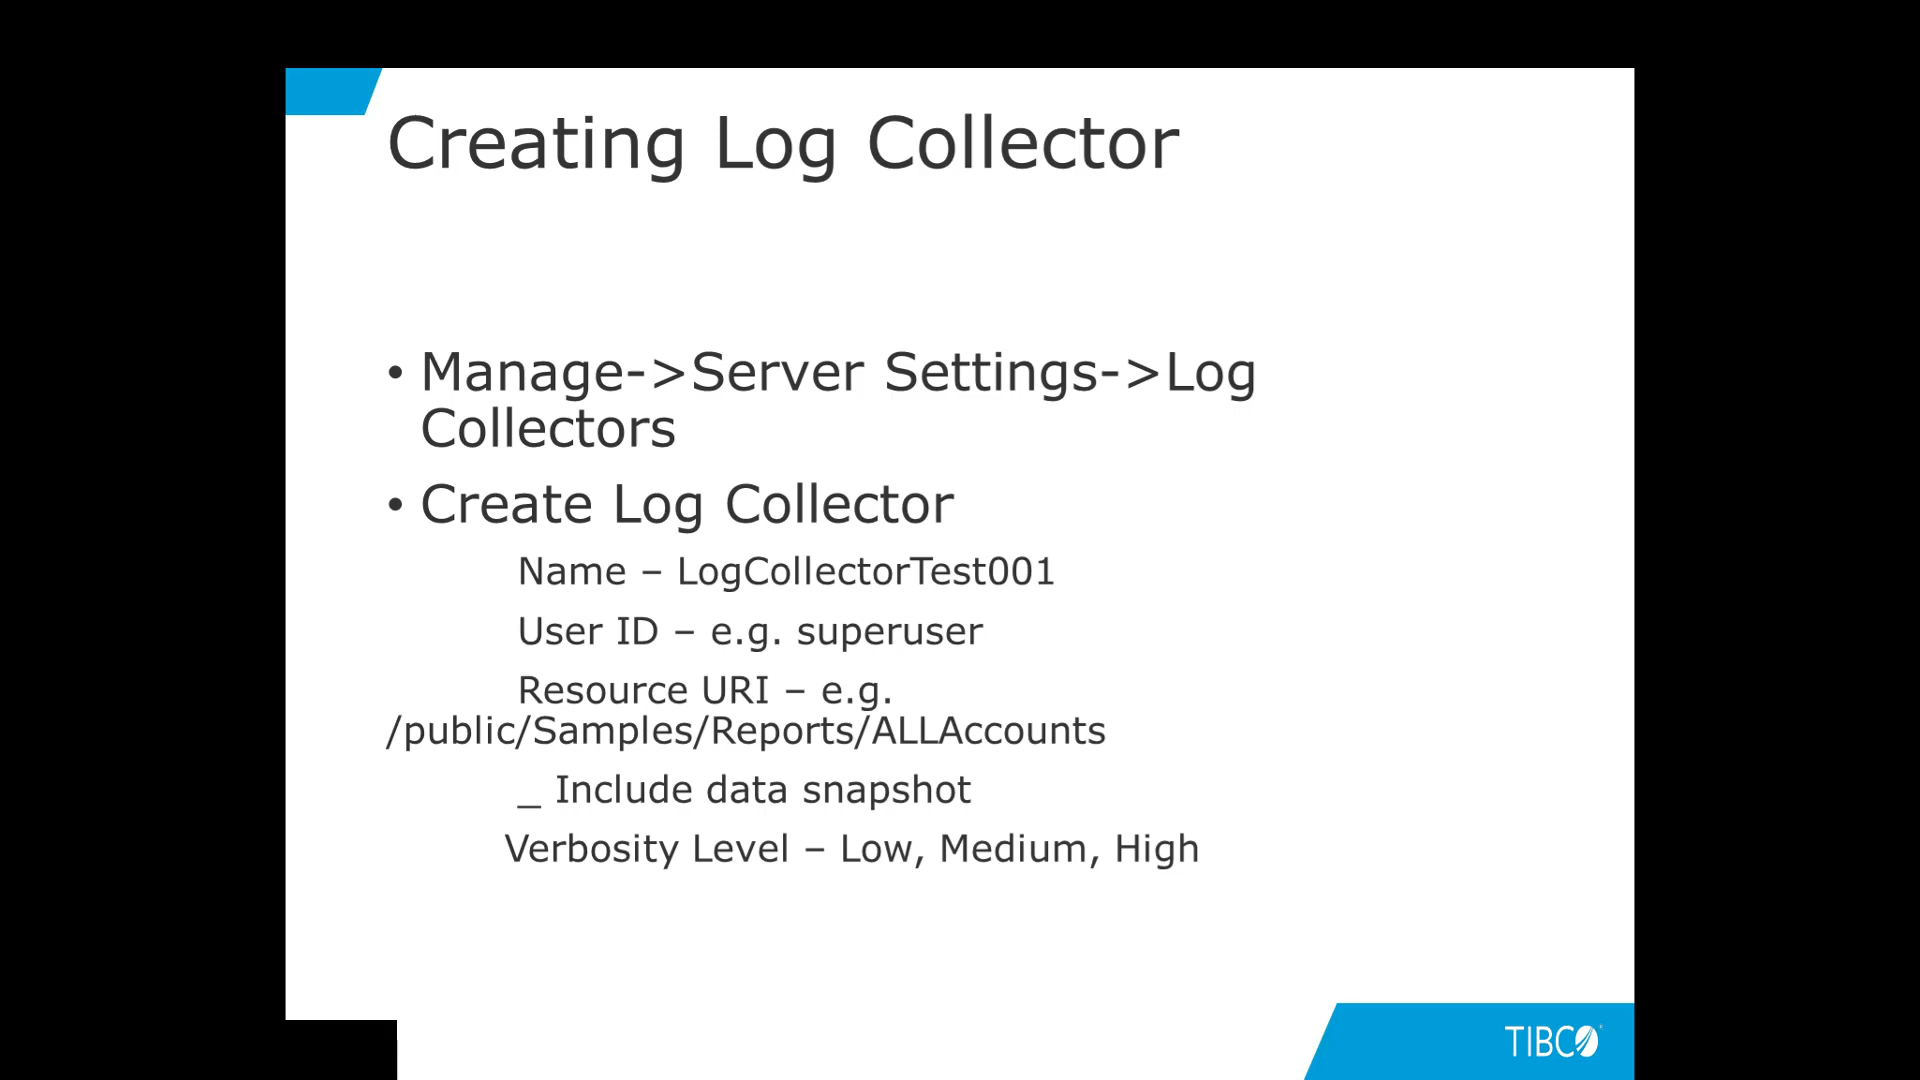 Creating Log Collector
• Manage->Server Settings->Log
Collectors
• Create Log Collector
Name – LogCollectorTest001
User ID – e.g. superuser
Resource URI – e.g.
/public/Samples/Reports/ALLAccounts
_ Include data snapshot
Verbosity Level – Low, Medium, High
TIBCO